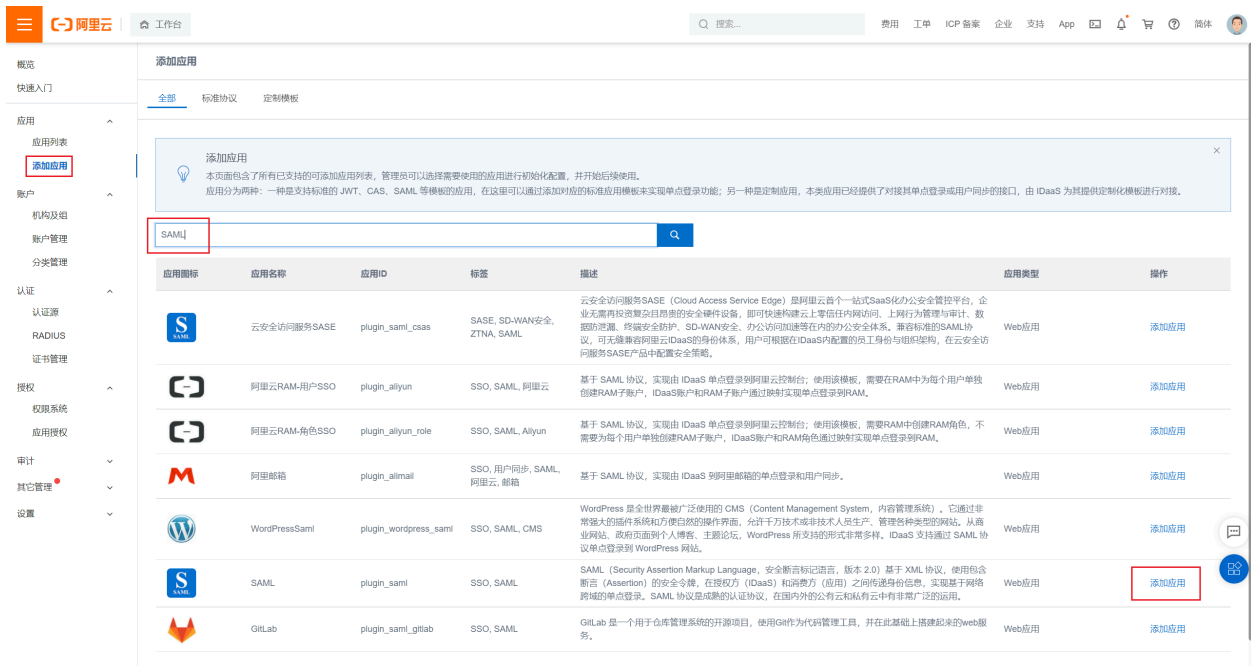 阿里云
工作台
搜索...
费用 工单 ICP 备案 企业 支持 App 简体
概览
快速入门
应用
应用列表
添加应用
账户
机构及组
账户管理
分类管理
认证
认证源
RADIUS
证书管理
授权
权限系统
应用授权
审计
其它管理
设置
添加应用
全部 标准协议 定制模板
添加应用
本页面包含了所有已支持的可添加应用列表，管理员可以选择需要使用的应用进行初始化配置，并开始后续使用。
应用分为两种：一种是支持标准的 JWT、CAS、SAML 等模板的应用，在这里可以通过添加对应的标准应用模板来实现单点登录功能；另一种是定制应用，本类应用已经提供了对接其单点登录或用户同步的接口，由 IDaaS 为其提供定制化模板进行对接。
SAML
应用图标 应用名称 应用ID 标签 描述 应用类型 操作
S
SAML
云安全访问服务SASE plugin_saml_csas
SASE, SD-WAN安全,
ZTNA, SAML
云安全访问服务SASE（Cloud Access Service Edge）是阿里云首个一站式SaaS化办公安全管控平台，企
业无需再投资复杂且昂贵的安全硬件设备，即可快速构建云上零信任内网访问、上网行为管理与审计、数
据防泄漏、终端安全防护、SD-WAN安全、办公访问加速等在内的办公安全体系。兼容标准的SAML协
议，可无缝兼容阿里云IDaaS的身份体系，用户可根据在IDaaS内配置的员工身份与组织架构，在云安全访
问服务SASE产品中配置安全策略。
Web应用 添加应用
阿里云RAM-用户SSO plugin_aliyun SSO, SAML, 阿里云
基于 SAML 协议，实现由 IDaaS 单点登录到阿里云控制台；使用该模板，需要在RAM中为每个用户单独
创建RAM子账户，IDaaS账户和RAM子账户通过映射实现单点登录到RAM。
Web应用 添加应用
阿里云RAM-角色SSO plugin_aliyun_role SSO, SAML, Aliyun
基于 SAML 协议，实现由 IDaaS 单点登录到阿里云控制台；使用该模板，需要RAM中创建RAM角色，不
需要为每个用户单独创建RAM子账户，IDaaS账户和RAM角色通过映射实现单点登录到RAM。
Web应用 添加应用
阿里邮箱 plugin_alimail
SSO, 用户同步, SAML,
阿里云, 邮箱
基于 SAML 协议，实现由 IDaaS 到阿里邮箱的单点登录和用户同步。
Web应用 添加应用
WordPressSaml plugin_wordpress_saml SSO, SAML, CMS
WordPress 是全世界最被广泛使用的 CMS（Content Management System，内容管理系统）。它通过非
常强大的插件系统和方便自然的操作界面，允许千万技术或非技术人员生产、管理各种类型的网站。从商
业网站、政府页面到个人博客、主题论坛，WordPress 所支持的形式非常多样。IDaaS 支持通过 SAML 协
议单点登录到 WordPress 网站。
Web应用 添加应用
S
SAML
SAML plugin_saml SSO, SAML
SAML（Security Assertion Markup Language，安全断言标记语言，版本 2.0）基于 XML 协议，使用包含
断言（Assertion）的安全令牌，在授权方（IDaaS）和消费方（应用）之间传递身份信息，实现基于网络
跨域的单点登录。SAML 协议是成熟的认证协议，在国内外的公有云和私有云中有非常广泛的运用。
Web应用 添加应用
GitLab plugin_saml_gitlab SSO, SAML
GitLab 是一个用于仓库管理系统的开源项目，使用Git作为代码管理工具，并在此基础上搭建起来的web服
务。
Web应用 添加应用